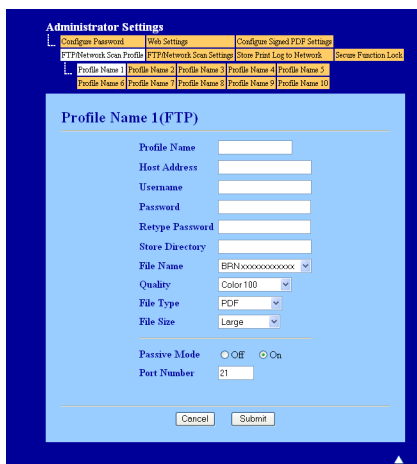 Administrator Settings
Configure Password Web Settings Configure Signed PDF Settings
FTP/Network Scan Profile FTP/Network Scan Settings Store Print Log to Network Secure Function Lock
Profile Name 1 Profile Name 2 Profile Name 3 Profile Name 4 Profile Name 5
Profile Name 6 Profile Name 7 Profile Name 8 Profile Name 9 Profile Name 10
Profile Name 1(FTP)
Profile Name
Host Address
Username
Password
Retype Password
Store Directory
File Name BRNxxxxxxxxxxxx
Quality Color 100
File Type PDF
File Size Large
Passive Mode Off On
Port Number 21
Cancel Submit